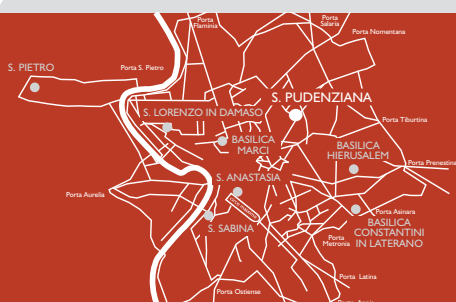 Porta
Flaminia
Porta
Salaria
Porta Nomentana
S. PIETRO
Porta S. Pietro
S. PUDENZIANA
S. LORENZO IN DAMASO
Porta Tiburtina
BASILICA
MARCI
BASILICA
HIERUSALEM
Porta Prenestina
S. ANASTASIA
Porta Aurelia
Porta Asinara
S. SABINA
BASILICA
CONSTANTINI
IN LATERANO
Porta
Metronia
Porta Latina
Porta Ostiense